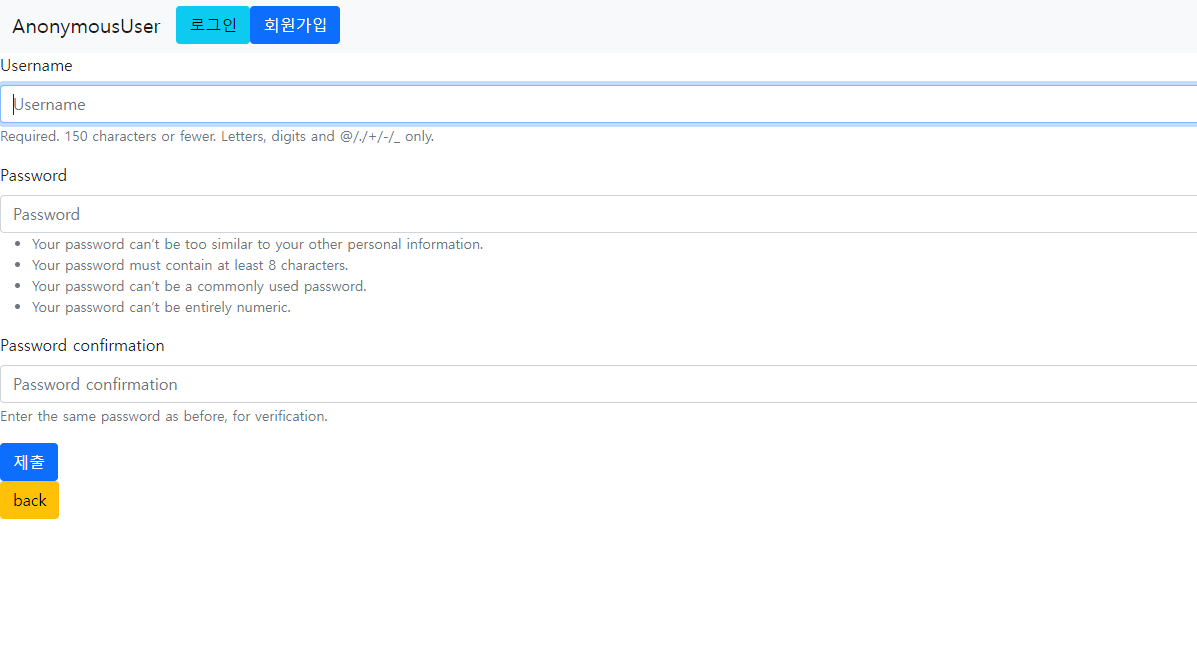 AnonymousUser 로그인 회원가입
Username
Username
Required. 150 characters or fewer. Letters, digits and @/./+/-/_ only.
Password
Password
Your password can’t be too similar to your other personal information.
Your password must contain at least 8 characters.
Your password can’t be a commonly used password.
Your password can’t be entirely numeric.
Password confirmation
Password confirmation
Enter the same password as before, for verification.
제출
back